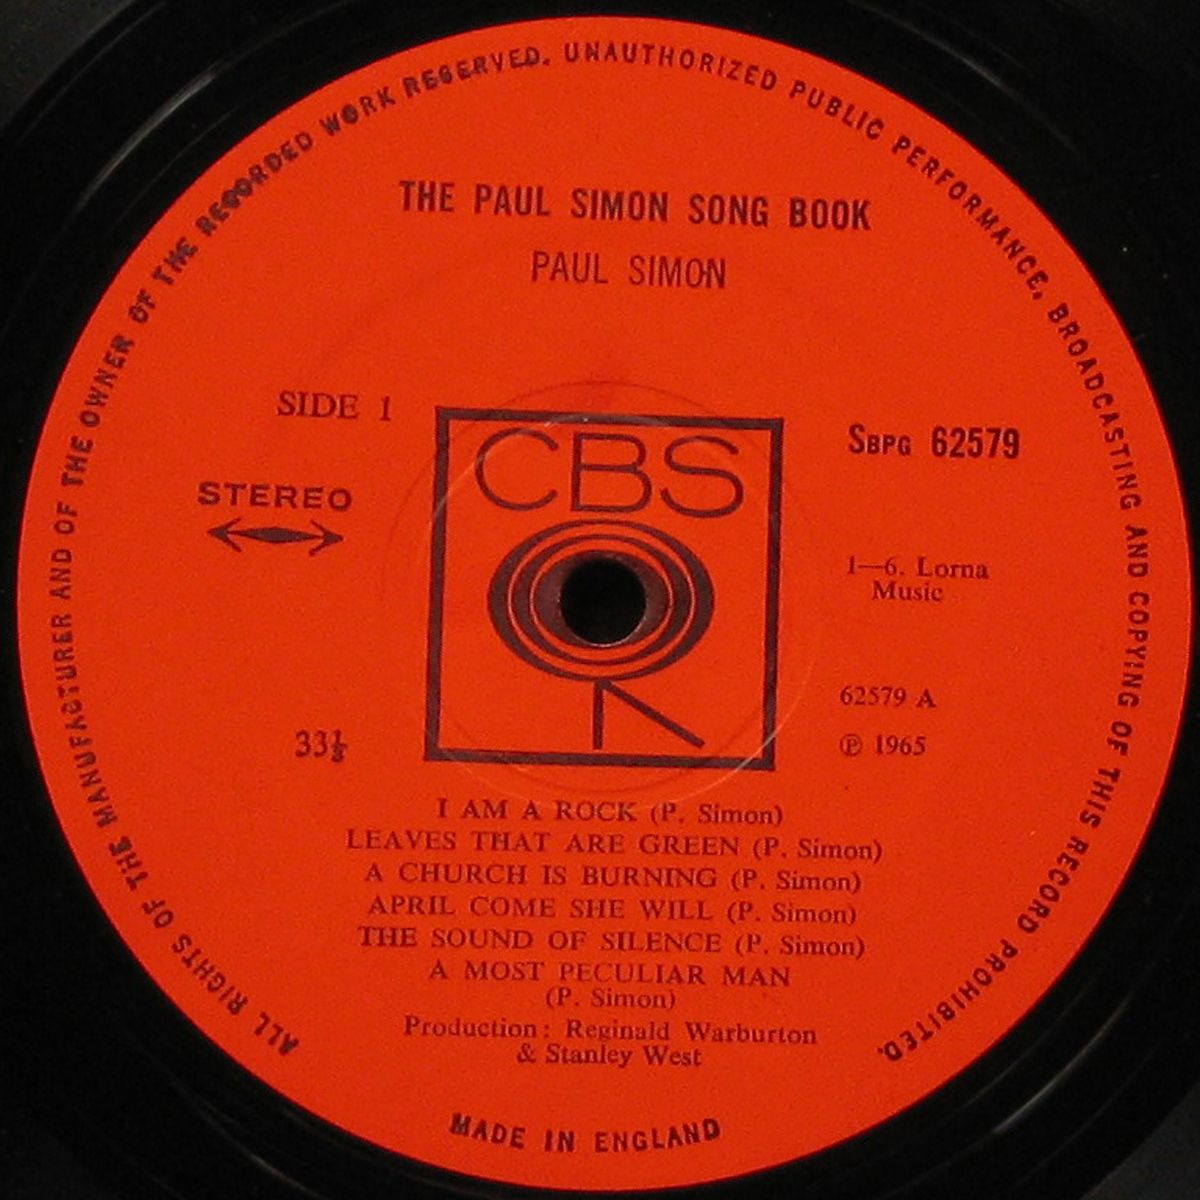 ALL RIGHTS OF THE MANUFACTURER AND OF THE OWNER OF THE RECORDED WORK RESERVED. UNAUTHORIZED PUBLIC PERFORMANCE, BROADCASTING AND COPYING OF THIS RECORD PROHIBITED.
THE PAUL SIMON SONG BOOK
PAUL SIMON
SIDE 1
STEREO
CBS
SBPG 62579
1—6. Lorna
Music
62579 A
℗ 1965
33⅓
I AM A ROCK (P. Simon)
LEAVES THAT ARE GREEN (P. Simon)
A CHURCH IS BURNING (P. Simon)
APRIL COME SHE WILL (P. Simon)
THE SOUND OF SILENCE (P. Simon)
A MOST PECULIAR MAN
(P. Simon)
Production: Reginald Warburton
& Stanley West
MADE IN ENGLAND